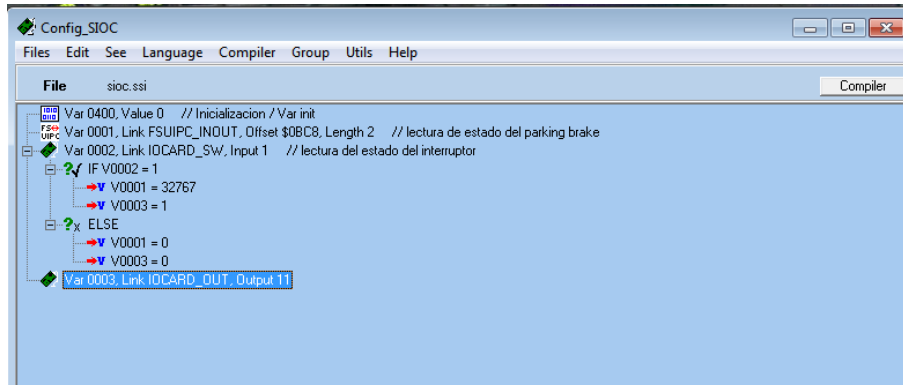 Config_SIOC
Files Edit See Language Compiler Group Utils Help
File sioc.ssi Compiler
Var 0400, Value 0 // Inicializacion / Var init
Var 0001, Link FSUIPC_INOUT, Offset $0BC8, Length 2 // lectura de estado del parking brake
Var 0002, Link IOCARD_SW, Input 1 // lectura del estado del interruptor
IF V0002 = 1
V0001 = 32767
V0003 = 1
ELSE
V0001 = 0
V0003 = 0
Var 0003, Link IOCARD_OUT, Output 11